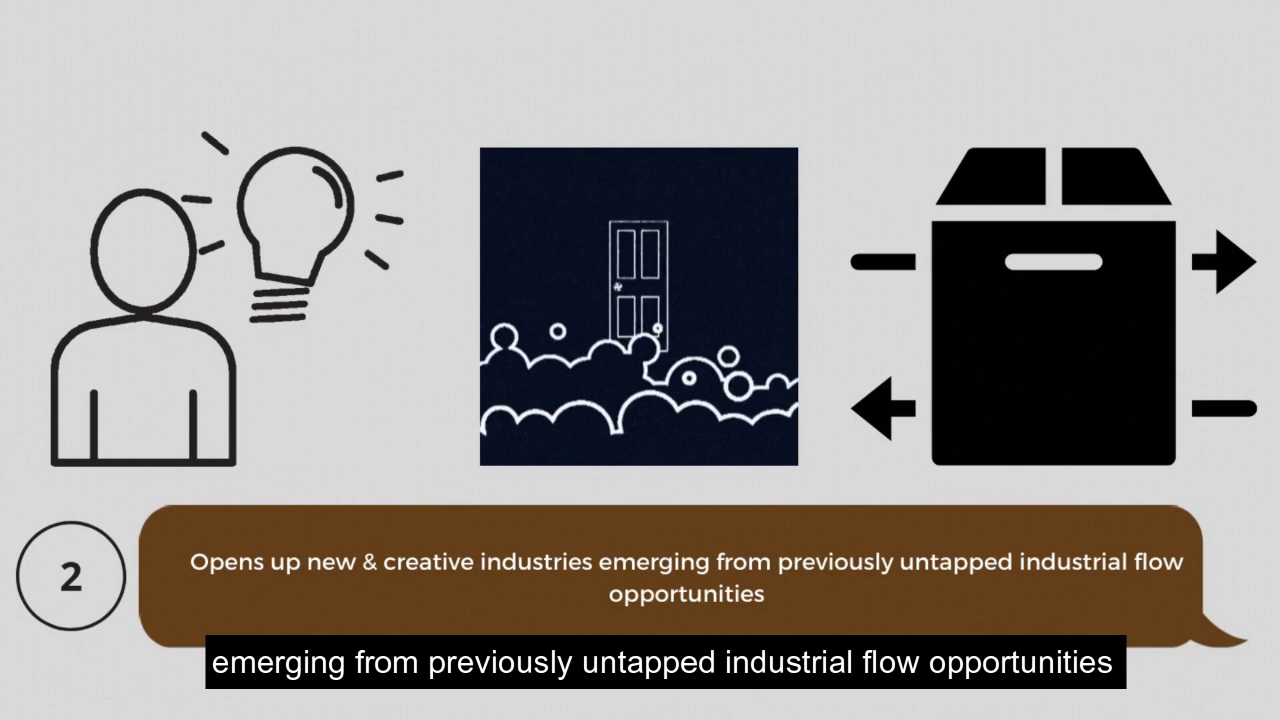 2
Opens up new & creative industries emerging from previously untapped industrial flow
opportunities
emerging from previously untapped industrial flow opportunities